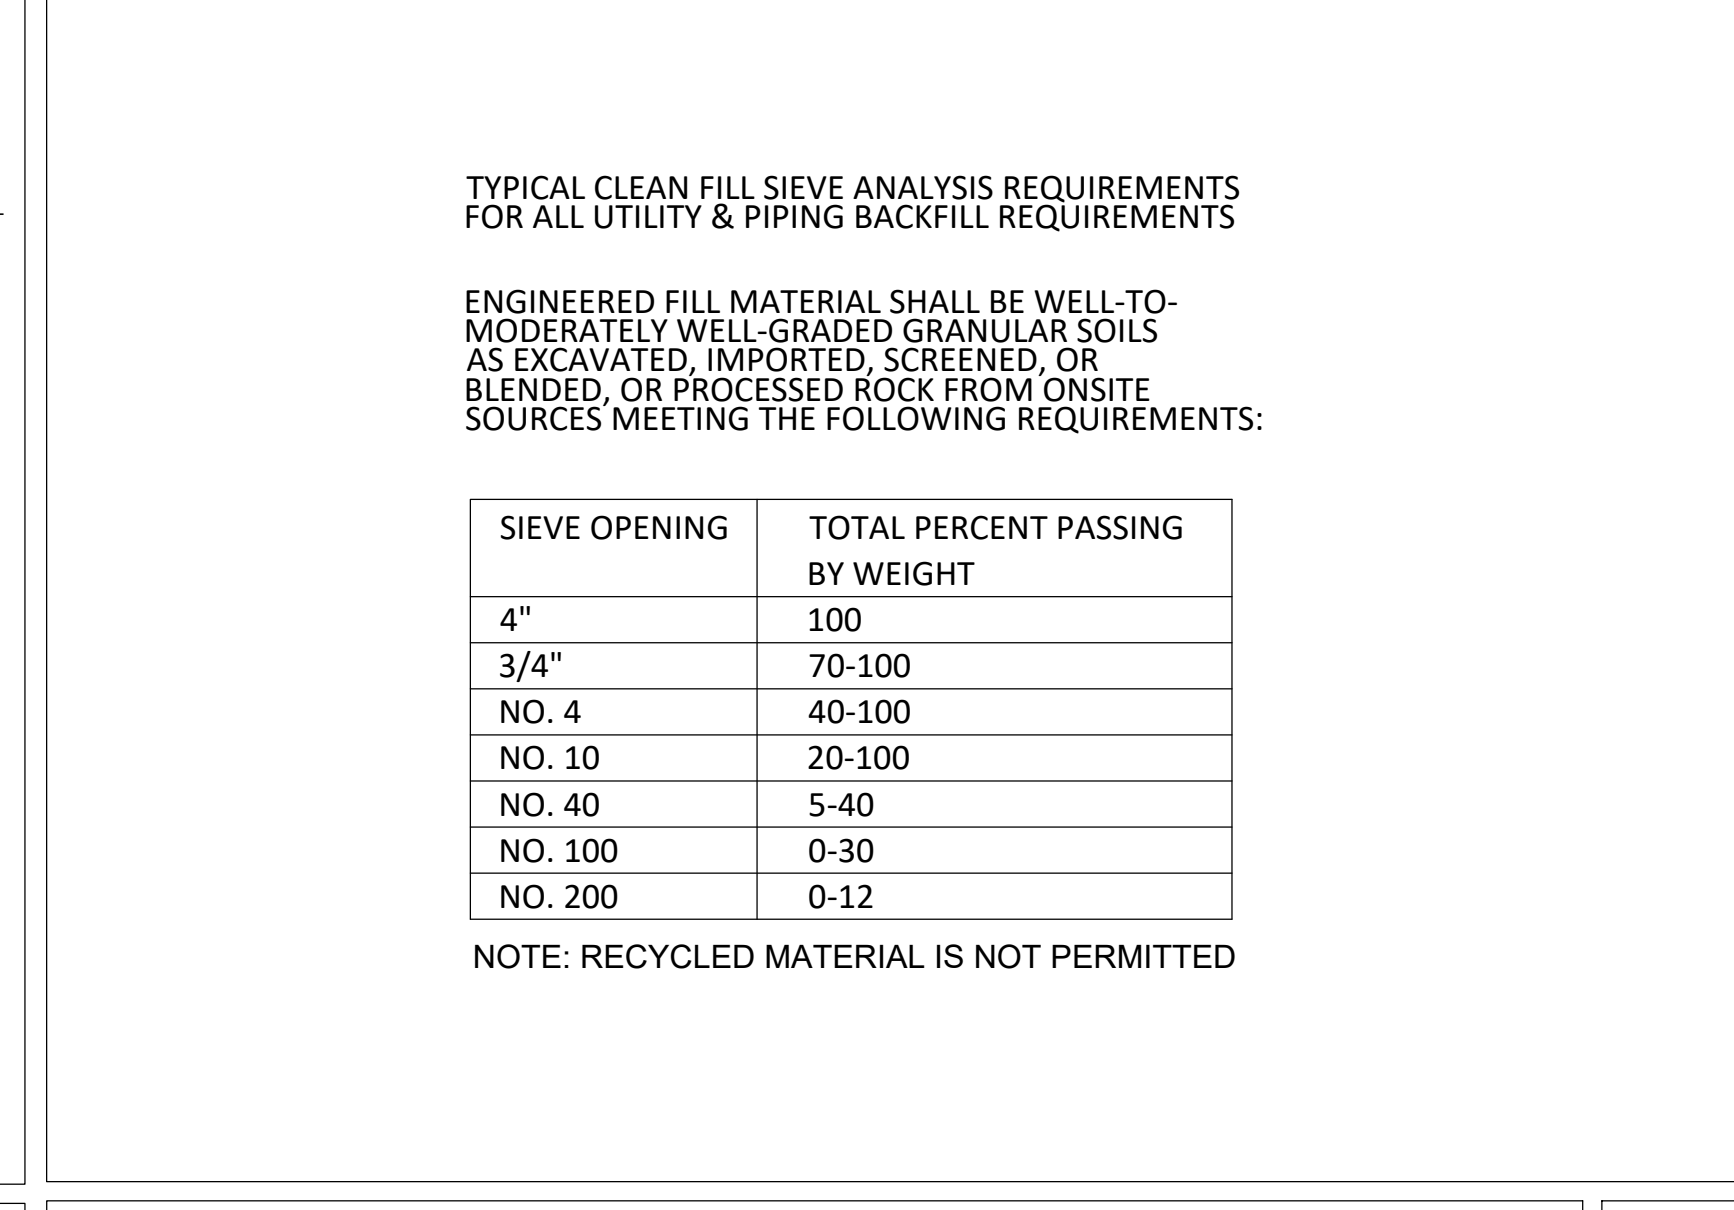 TYPICAL CLEAN FILL SIEVE ANALYSIS REQUIREMENTS
FOR ALL UTILITY & PIPING BACKFILL REQUIREMENTS
ENGINEERED FILL MATERIAL SHALL BE WELL-TO-
MODERATELY WELL-GRADED GRANULAR SOILS
AS EXCAVATED, IMPORTED, SCREENED, OR
BLENDED, OR PROCESSED ROCK FROM ONSITE
SOURCES MEETING THE FOLLOWING REQUIREMENTS:
SIEVE OPENING TOTAL PERCENT PASSING
BY WEIGHT
4" 100
3/4" 70-100
NO. 4 40-100
NO. 10 20-100
NO. 40 5-40
NO. 100 0-30
NO. 200 0-12
NOTE: RECYCLED MATERIAL IS NOT PERMITTED